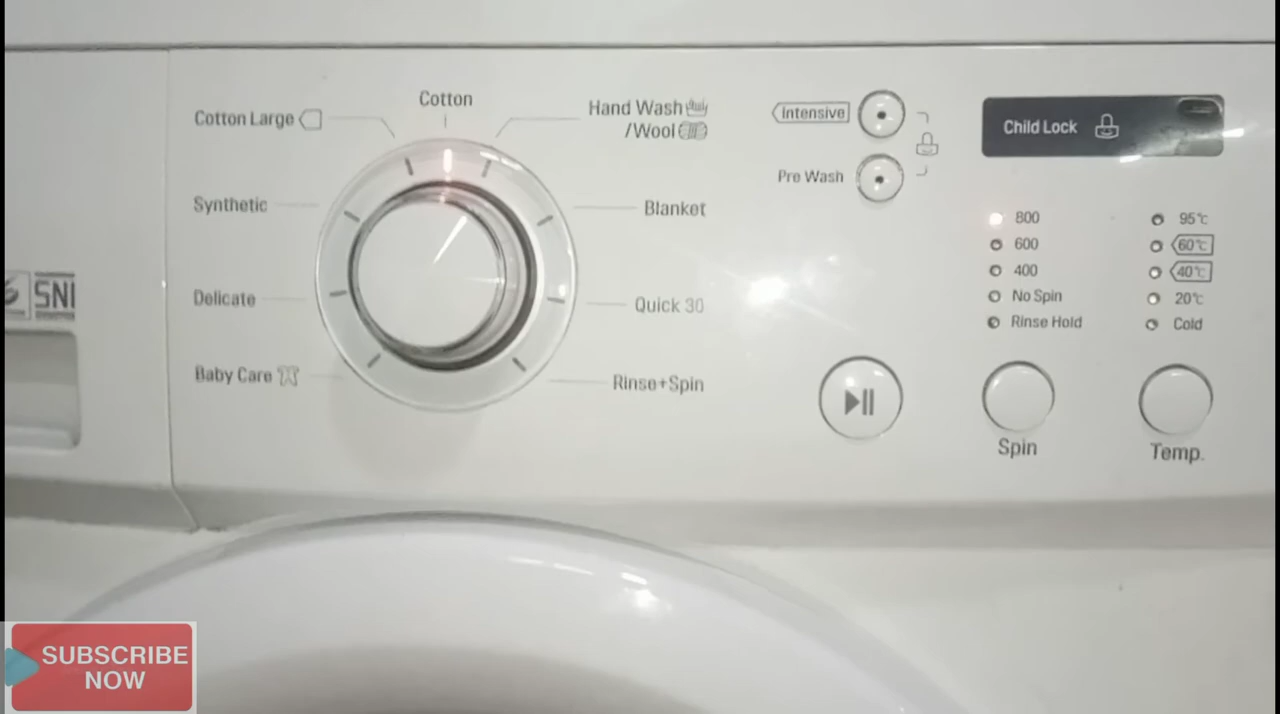 Cotton
Cotton Large
Hand Wash
/Wool
Synthetic
Blanket
Delicate
Quick 30
Baby Care
Rinse+Spin
Intensive
Pre Wash
Child Lock
800
600
400
No Spin
Rinse Hold
95°C
60°C
40°C
20°C
Cold
Spin
Temp.
SNI
SUBSCRIBE
NOW